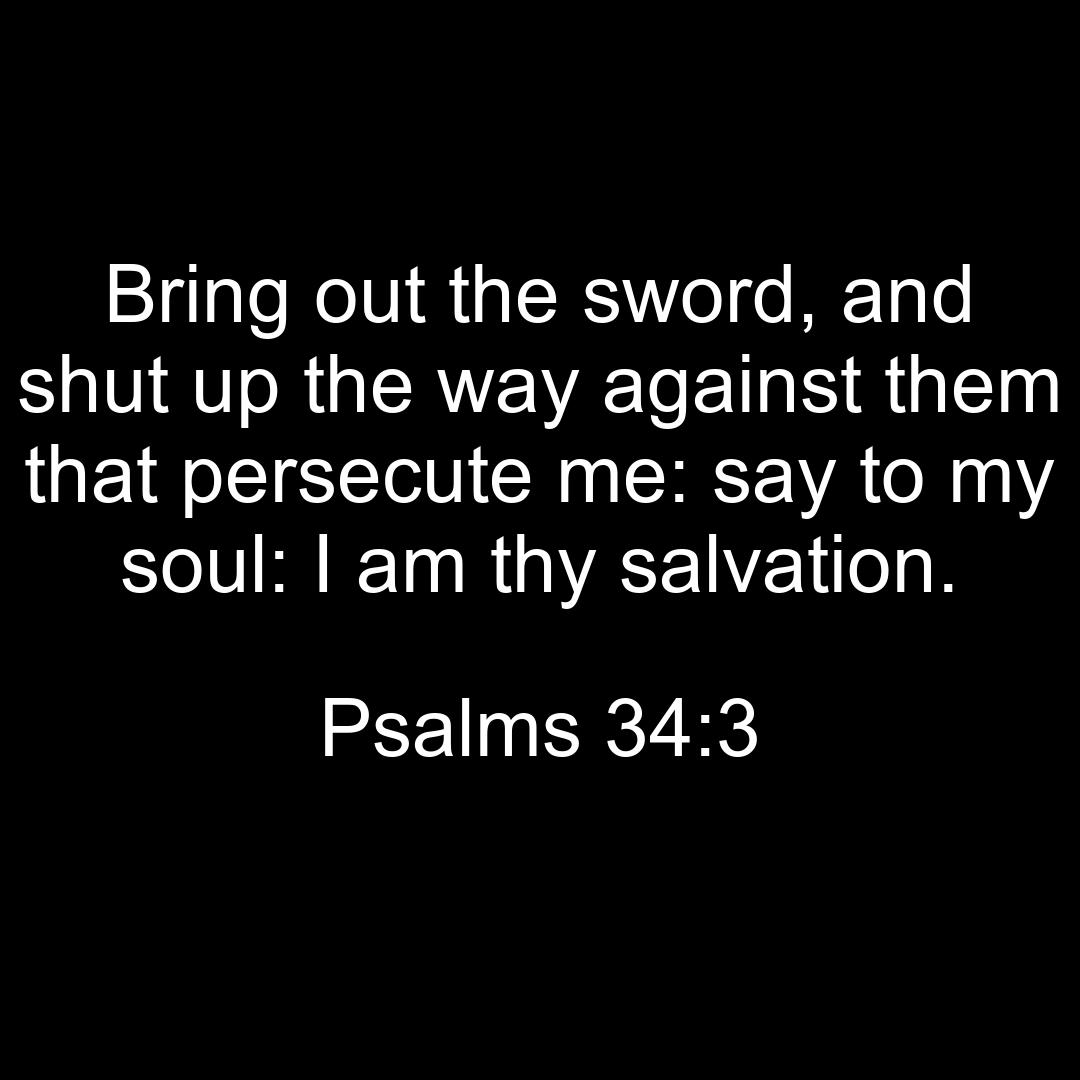 Bring out the sword, and
shut up the way against them
that persecute me: say to my
soul: I am thy salvation.
Psalms 34:3